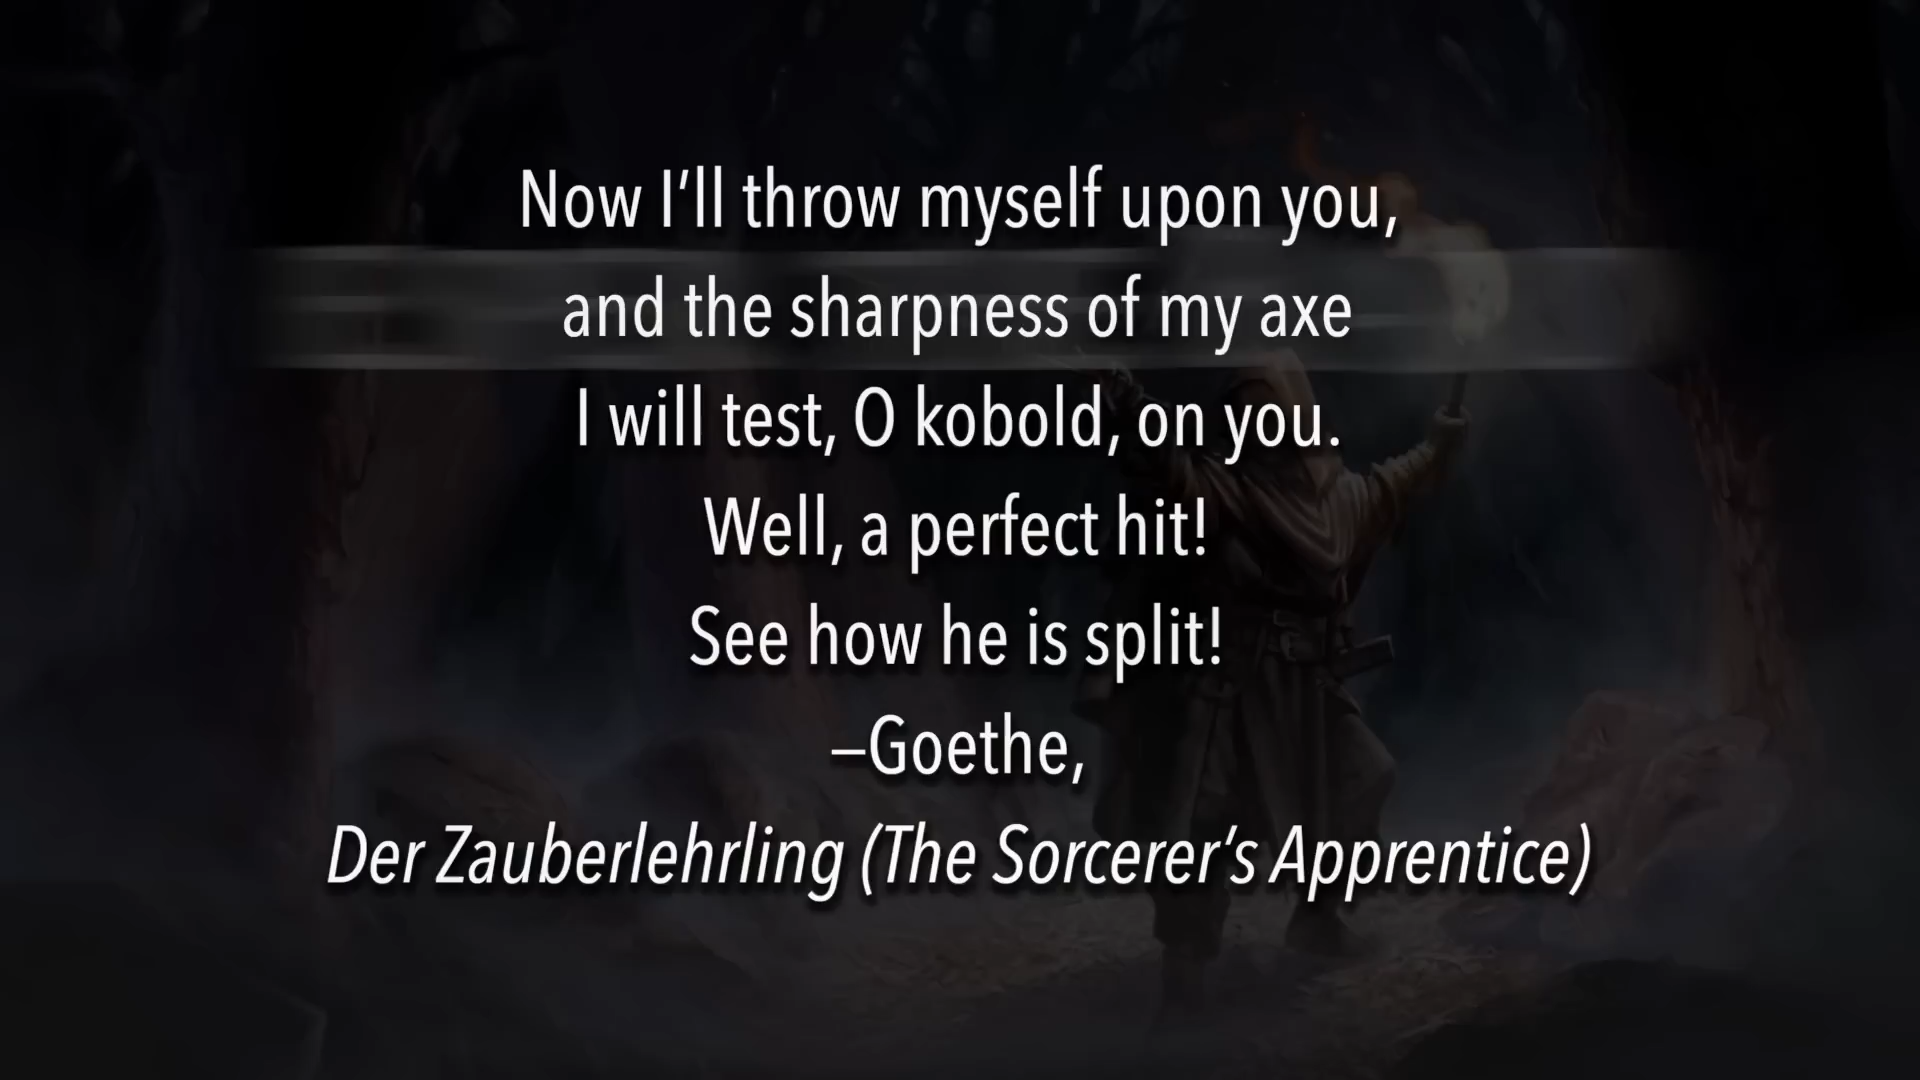 Now I‘ll throw myself upon you,
and the sharpness of my axe
I will test, O kobold, on you.
Well, a perfect hit!
See how he is split!
–Goethe,
Der Zauberlehrling (The Sorcerer‘s Apprentice)